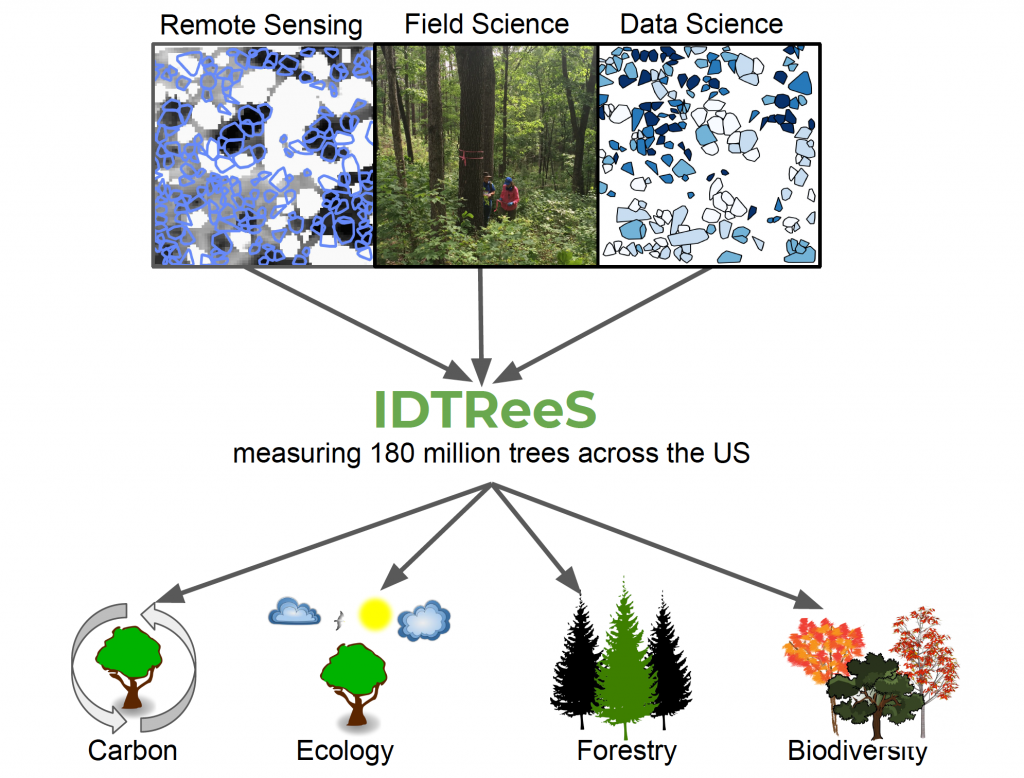 Remote Sensing
Field Science
Data Science
IDTReeS
measuring 180 million trees across the US
Carbon
Ecology
Forestry
Biodiversity